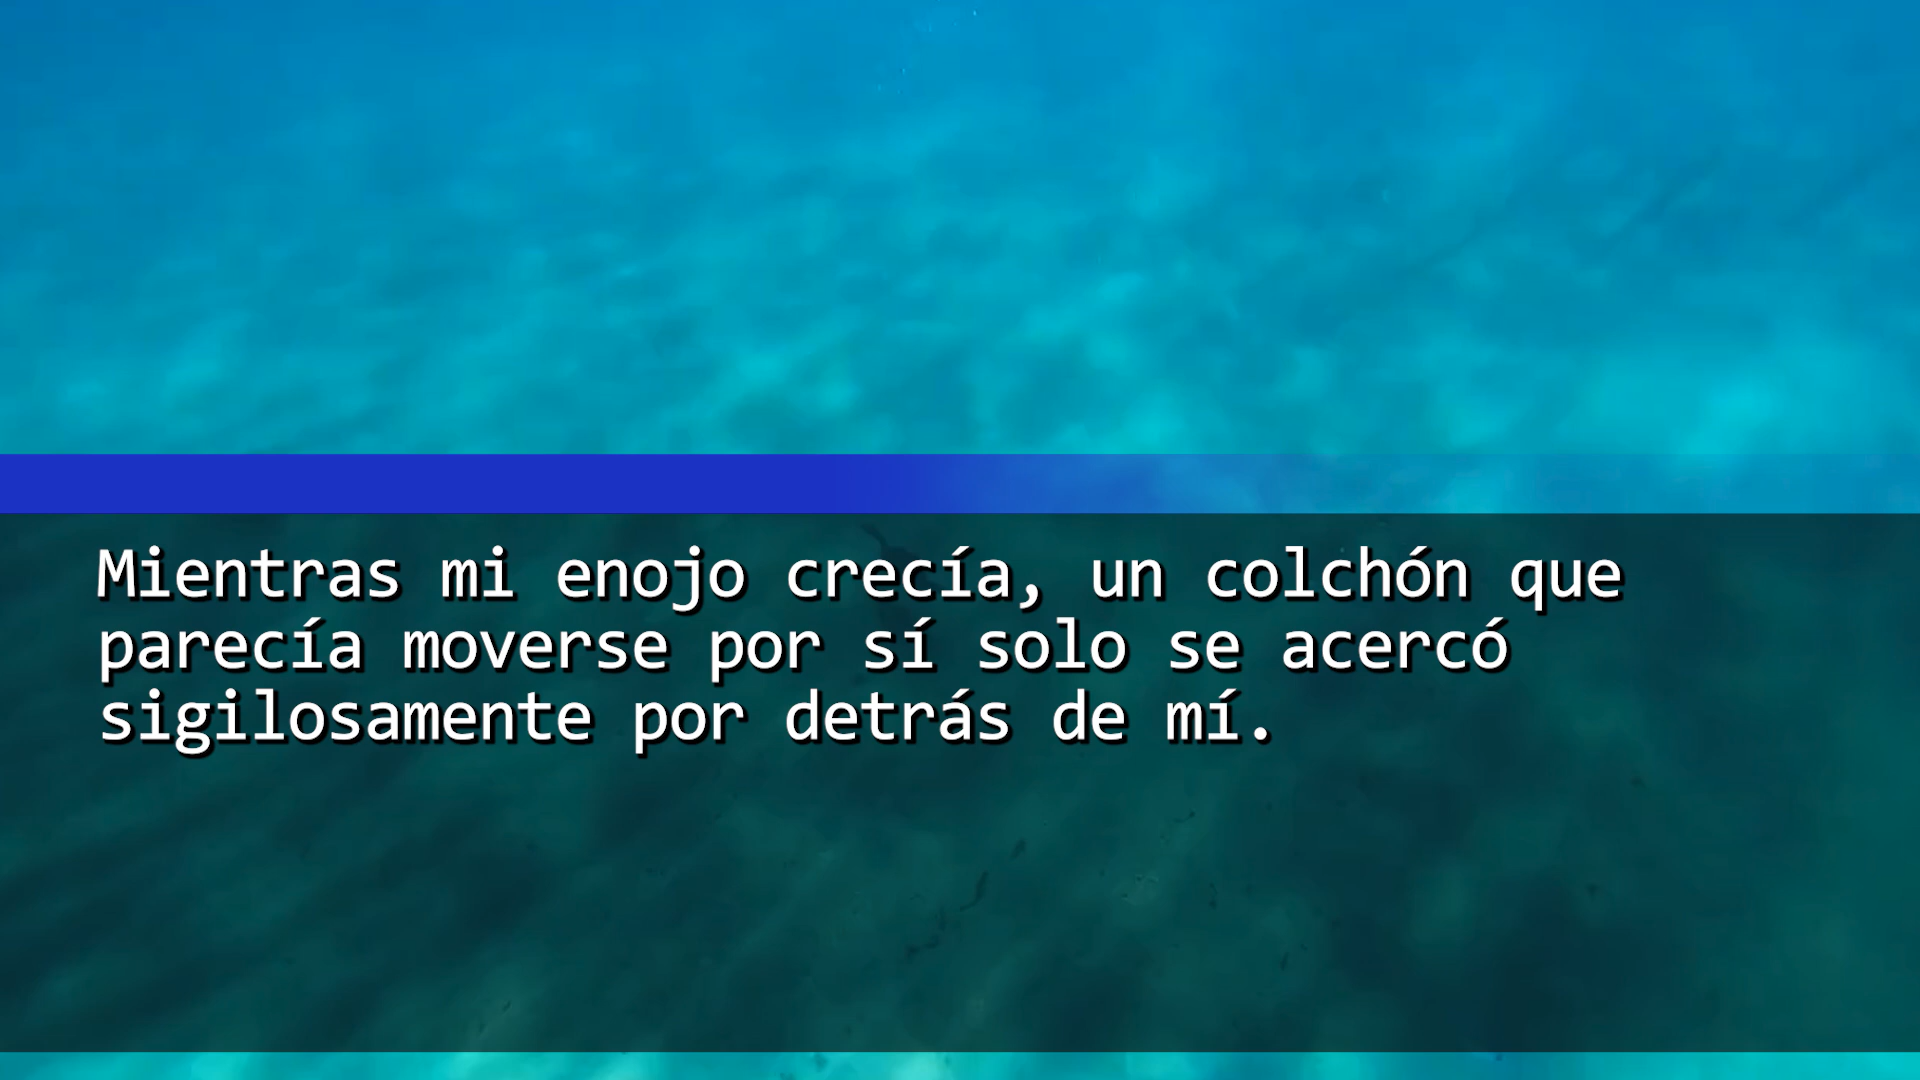 Mientras mi enojo crecía, un colchón que
parecía moverse por sí solo se acercó
sigilosamente por detrás de mí.